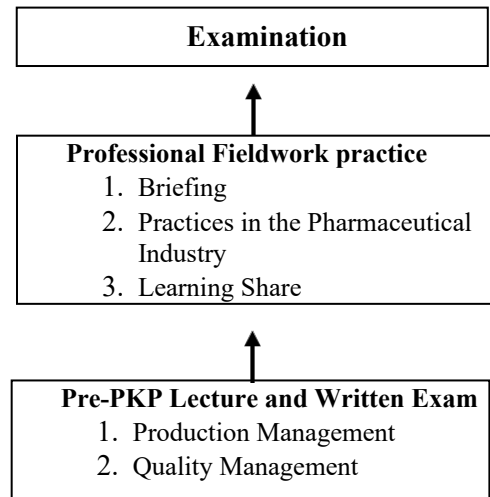 Examination
Professional Fieldwork practice
1. Briefing
2. Practices in the Pharmaceutical
Industry
3. Learning Share
Pre-PKP Lecture and Written Exam
1. Production Management
2. Quality Management